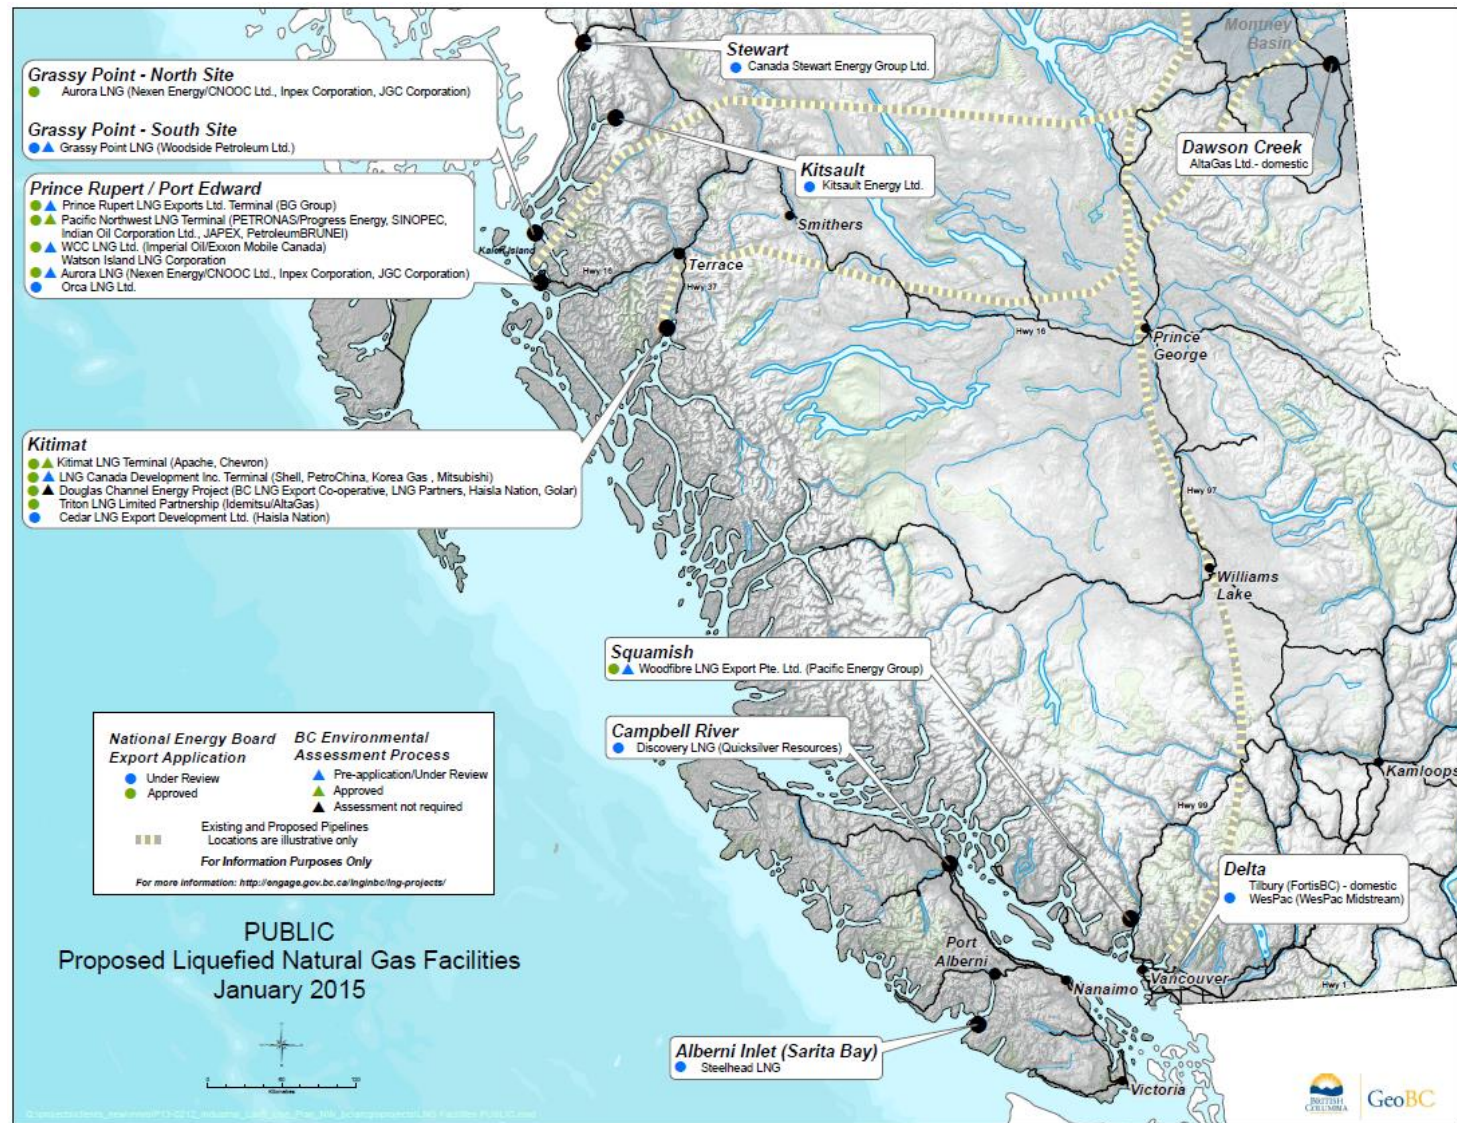 Montney
Basin
Stewart
Canada Stewart Energy Group Ltd.
Grassy Point - North Site
Aurora LNG (Nexen Energy/CNOOC Ltd., Inpex Corporation, JGC Corporation)
Grassy Point - South Site
Grassy Point LNG (Woodside Petroleum Ltd.)
Dawson Creek
AltaGas Ltd.- domestic
Kitsault
Kitsault Energy Ltd.
Prince Rupert / Port Edward
Prince Rupert LNG Exports Ltd. Terminal (BG Group)
Pacific Northwest LNG Terminal (PETRONAS/Progress Energy, SINOPEC,
Indian Oil Corporation Ltd., JAPEX, PetroleumBRUNEI)
WCC LNG Ltd. (Imperial Oil/Exxon Mobile Canada)
Watson Island LNG Corporation
Aurora LNG (Nexen Energy/CNOOC Ltd., Inpex Corporation, JGC Corporation)
Orca LNG Ltd.
Smithers
Kaien Island
Terrace
Hwy 16
Hwy 37
Hwy 16
Prince
George
Kitimat
Kitimat LNG Terminal (Apache, Chevron)
LNG Canada Development Inc. Terminal (Shell, PetroChina, Korea Gas , Mitsubishi)
Douglas Channel Energy Project (BC LNG Export Co-operative, LNG Partners, Haisla Nation, Golar)
Triton LNG Limited Partnership (Idemitsu/AltaGas)
Cedar LNG Export Development Ltd. (Haisla Nation)
Hwy 97
Williams
Lake
Squamish
Woodfibre LNG Export Pte. Ltd. (Pacific Energy Group)
Campbell River
Discovery LNG (Quicksilver Resources)
Kamloops
Hwy 99
National Energy Board
Export Application
Under Review
Approved
BC Environmental
Assessment Process
Pre-application/Under Review
Approved
Assessment not required
Existing and Proposed Pipelines
Locations are illustrative only
For Information Purposes Only
For more information: http://engage.gov.bc.ca/lnginbc/lng-projects/
Delta
Tilbury (FortisBC) - domestic
WesPac (WesPac Midstream)
PUBLIC
Proposed Liquefied Natural Gas Facilities
January 2015
Port
Alberni
Nanaimo
Vancouver
Hwy 1
Alberni Inlet (Sarita Bay)
Steelhead LNG
Victoria
0 60 120
Kilometres
BRITISH
COLUMBIA
GeoBC